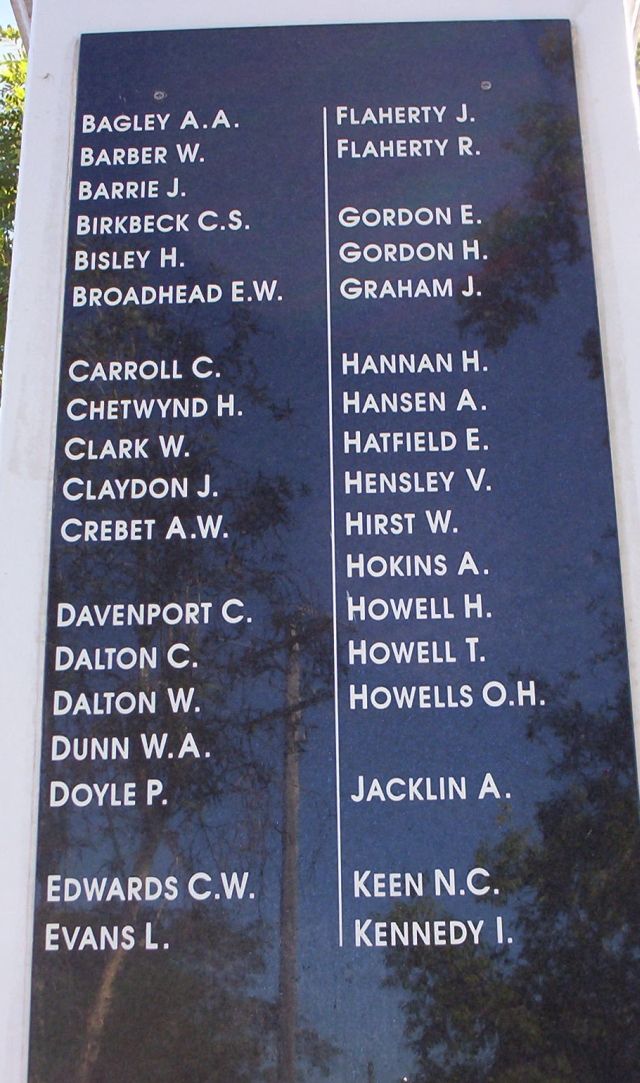 BAGLEY A.A.
BARBER W.
BARRIE J.
BIRKBECK C.S.
BISLEY H.
BROADHEAD E.W.
CARROLL C.
CHETWYND H.
CLARK W.
CLAYDON J.
CREBET A.W.
DAVENPORT C.
DALTON C.
DALTON W.
DUNN W.A.
DOYLE P.
EDWARDS C.W.
EVANS L.
FLAHERTY J.
FLAHERTY R.
GORDON E.
GORDON H.
GRAHAM J.
HANNAN H.
HANSEN A.
HATFIELD E.
HENSLEY V.
HIRST W.
HOKINS A.
HOWELL H.
HOWELL T.
HOWELLS O.H.
JACKLIN A.
KEEN N.C.
KENNEDY I.